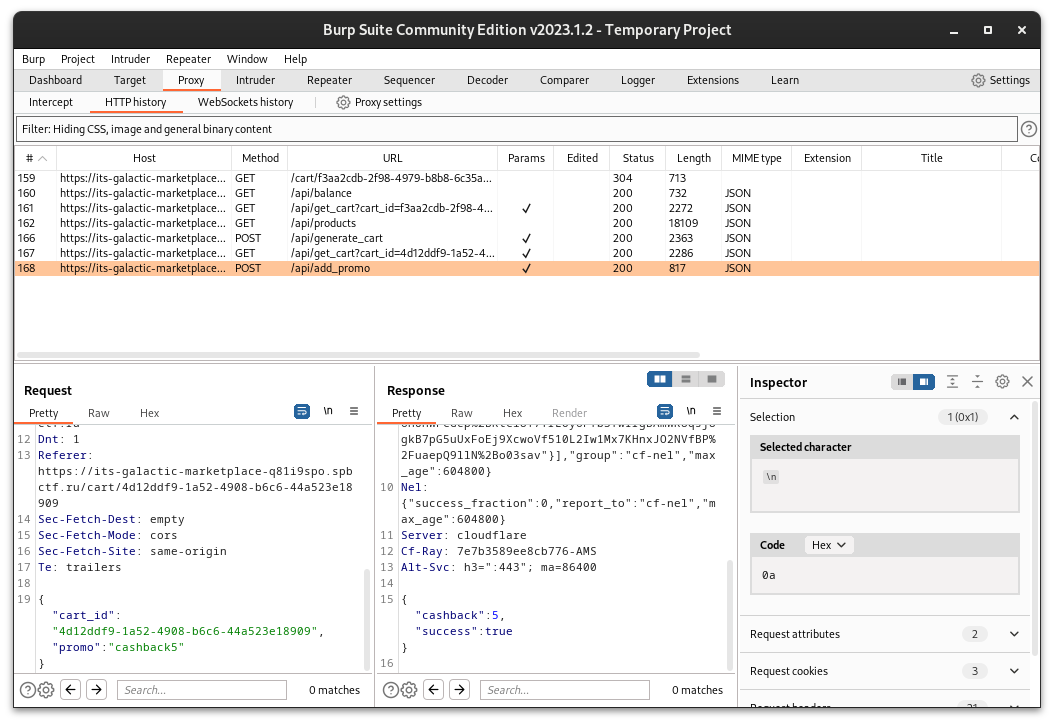 Burp Suite Community Edition v2023.1.2 - Temporary Project
Burp Project Intruder Repeater Window Help
Dashboard Target Proxy Intruder Repeater Sequencer Decoder Comparer Logger Extensions Learn Settings
Intercept HTTP history WebSockets history Proxy settings
Filter: Hiding CSS, image and general binary content
# Host Method URL Params Edited Status Length MIME type Extension Title Co
159 https://its-galactic-marketplace... GET /cart/f3aa2cdb-2f98-4979-b8b8-6c35a... 304 713
160 https://its-galactic-marketplace... GET /api/balance 200 732 JSON
161 https://its-galactic-marketplace... GET /api/get_cart?cart_id=f3aa2cdb-2f98-4... ✓ 200 2272 JSON
162 https://its-galactic-marketplace... GET /api/products 200 18109 JSON
166 https://its-galactic-marketplace... POST /api/generate_cart ✓ 200 2363 JSON
167 https://its-galactic-marketplace... GET /api/get_cart?cart_id=4d12ddf9-1a52-4... ✓ 200 2286 JSON
168 https://its-galactic-marketplace... POST /api/add_promo ✓ 200 817 JSON
Request
Pretty Raw Hex \n
12 Dnt: 1
13 Referer:
https://its-galactic-marketplace-q81i9spo.spb
ctf.ru/cart/4d12ddf9-1a52-4908-b6c6-44a523e18
909
14 Sec-Fetch-Dest: empty
15 Sec-Fetch-Mode: cors
16 Sec-Fetch-Site: same-origin
17 Te: trailers
18
19 {
"cart_id":
"4d12ddf9-1a52-4908-b6c6-44a523e18909",
"promo":"cashback5"
}
Search...
0 matches
Response
Pretty Raw Hex Render \n
gkB7pG5uUxFoEj9XcwoVf510L2Iw1Mx7KHnxJO2NVfBP%
2FuaepQ9l1N%2Bo03sav"}],"group":"cf-nel","max
_age":604800}
10 Nel:
{"success_fraction":0,"report_to":"cf-nel","m
ax_age":604800}
11 Server: cloudflare
12 Cf-Ray: 7e7b3589ee8cb776-AMS
13 Alt-Svc: h3=":443"; ma=86400
14
15 {
"cashback":5,
"success":true
}
16
Search...
0 matches
Inspector
Selection 1 (0x1)
Selected character
\n
Code Hex
0a
Request attributes 2
Request cookies 3